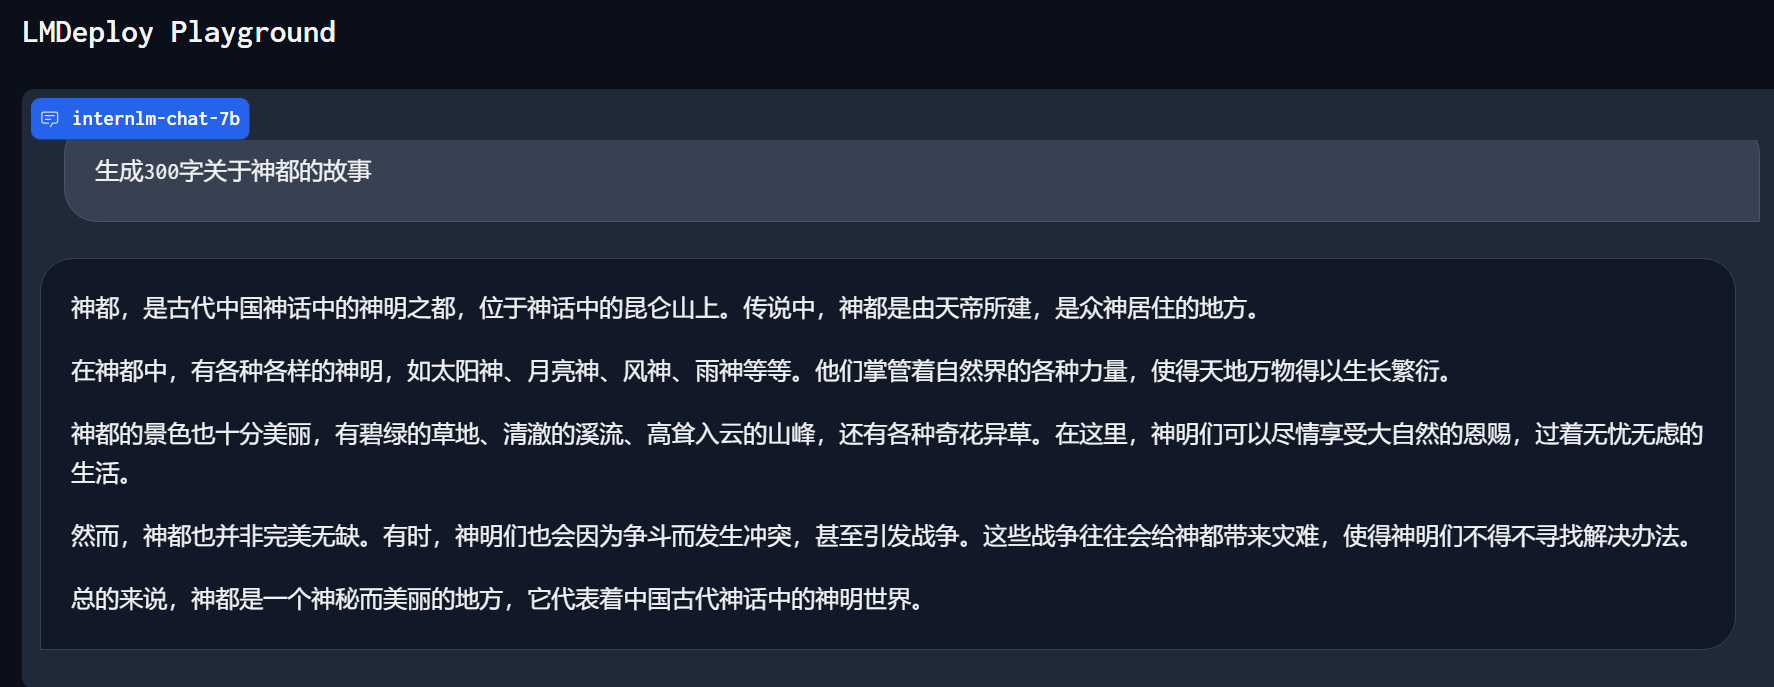 LMDeploy Playground
internlm-chat-7b
生成300字关于神都的故事
神都，是古代中国神话中的神明之都，位于神话中的昆仑山上。传说中，神都是由天帝所建，是众神居住的地方。
在神都中，有各种各样的神明，如太阳神、月亮神、风神、雨神等等。他们掌管着自然界的各种力量，使得天地万物得以生长繁衍。
神都的景色也十分美丽，有碧绿的草地、清澈的溪流、高耸入云的山峰，还有各种奇花异草。在这里，神明们可以尽情享受大自然的恩赐，过着无忧无虑的
生活。
然而，神都也并非完美无缺。有时，神明们也会因为争斗而发生冲突，甚至引发战争。这些战争往往会给神都带来灾难，使得神明们不得不寻找解决办法。
总的来说，神都是一个神秘而美丽的地方，它代表着中国古代神话中的神明世界。